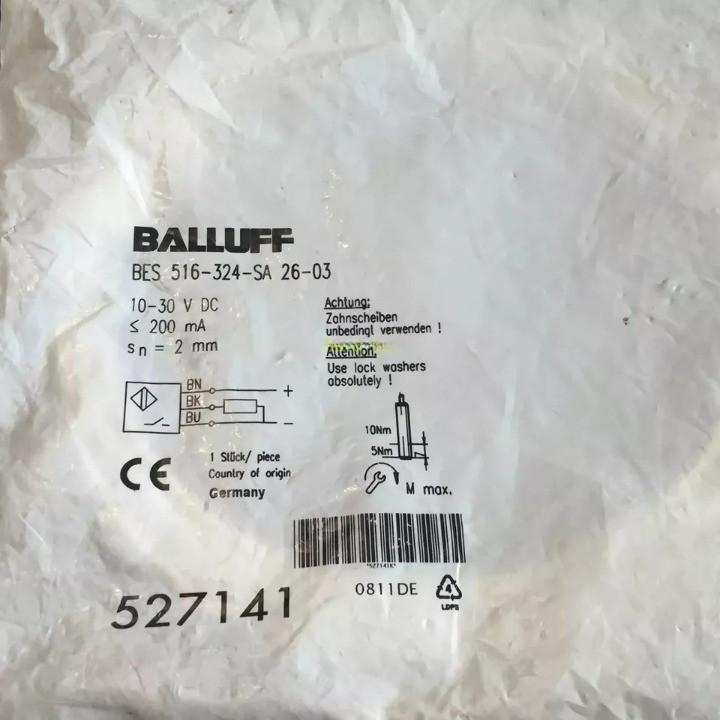 BALLUFF
BES 516-324-SA 26-03
10-30 V DC
≤ 200 mA
sn = 2 mm
Achtung:
Zahnscheiben
unbedingt verwenden !
Attention:
Use lock washers
absolutely !
BN
BK
BU
+
−
10Nm
5Nm
M max.
1 Stück/ piece
Country of origin
Germany
CE
*527141K*
527141
0811DE
4
LDPE